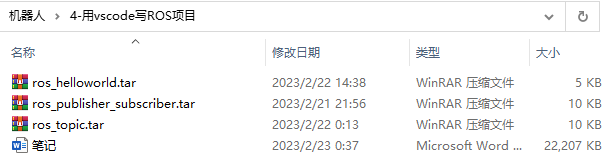 机器人 > 4-用vscode写ROS项目
名称 修改日期 类型 大小
ros_helloworld.tar 2023/2/22 14:38 WinRAR 压缩文件 5 KB
ros_publisher_subscriber.tar 2023/2/21 21:56 WinRAR 压缩文件 10 KB
ros_topic.tar 2023/2/22 0:13 WinRAR 压缩文件 10 KB
笔记 2023/2/23 0:37 Microsoft Word ... 22,207 KB